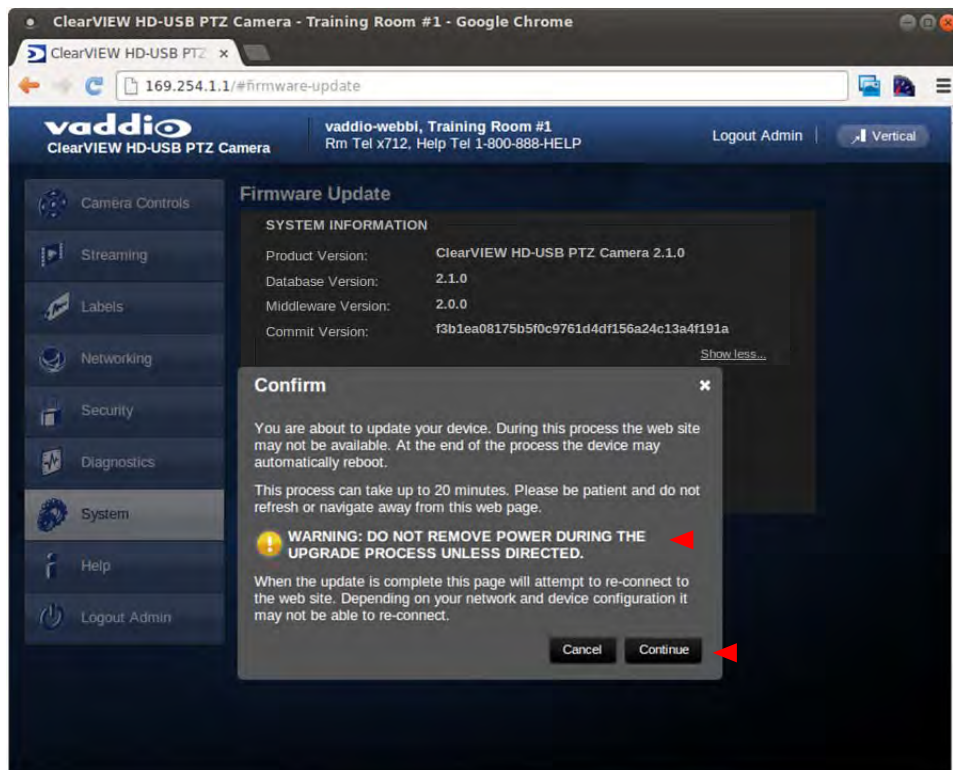 ClearVIEW HD-USB PTZ Camera - Training Room #1 - Google Chrome
ClearVIEW HD-USB PTZ
169.254.1.1/#firmware-update
vaddio
ClearVIEW HD-USB PTZ Camera
vaddio-webbi, Training Room #1
Rm Tel x712, Help Tel 1-800-888-HELP
Logout Admin
Vertical
Camera Controls
Streaming
Labels
Networking
Security
Diagnostics
System
Help
Logout Admin
Firmware Update
SYSTEM INFORMATION
Product Version: ClearVIEW HD-USB PTZ Camera 2.1.0
Database Version: 2.1.0
Middleware Version: 2.0.0
Commit Version: f3b1ea08175b5f0c9761d4df156a24c13a4f191a
Show less...
Confirm
You are about to update your device. During this process the web site
may not be available. At the end of the process the device may
automatically reboot.
This process can take up to 20 minutes. Please be patient and do not
refresh or navigate away from this web page.
WARNING: DO NOT REMOVE POWER DURING THE
UPGRADE PROCESS UNLESS DIRECTED.
When the update is complete this page will attempt to re-connect to
the web site. Depending on your network and device configuration it
may not be able to re-connect.
Cancel
Continue